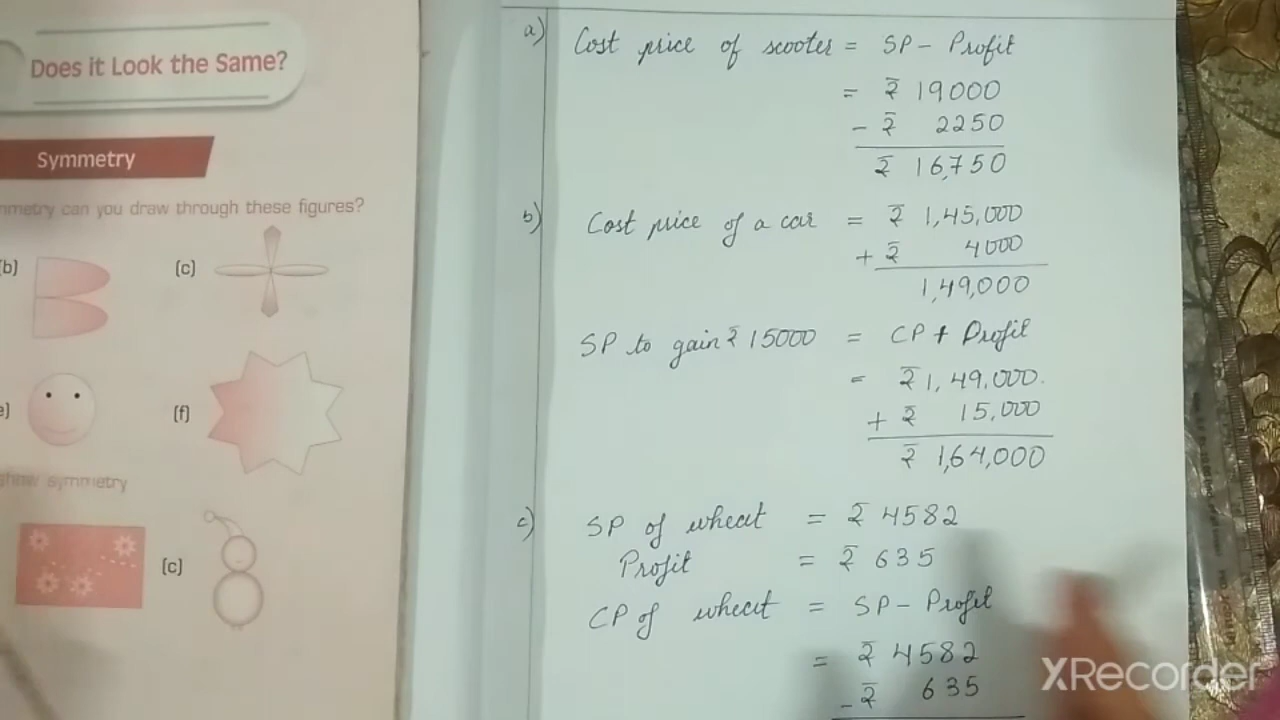 Does it Look the Same?
Symmetry
mmetry can you draw through these figures?
(b)
(c)
e)
(f)
show symmetry
(c)
a) Cost price of scooter = SP - Profit
= ₹ 19000
- ₹ 2250
₹ 16,750
b) Cost price of a car = ₹ 1,45,000
+ ₹ 4000
1,49,000
SP to gain ₹ 15000 = CP + Profit
= ₹ 1,49,000.
+ ₹ 15,000
₹ 1,64,000
c) SP of wheat = ₹ 4582
Profit = ₹ 635
CP of wheat = SP - Profit
= ₹ 4582
- ₹ 635
XRecorder